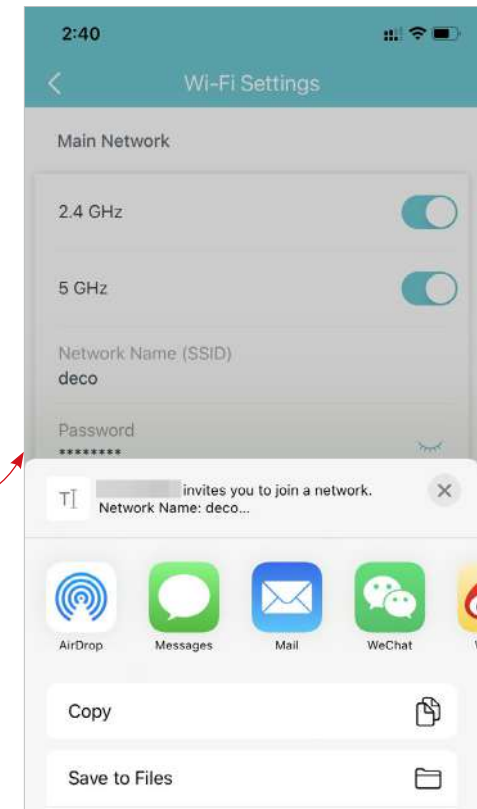 2:40
Wi-Fi Settings
Main Network
2.4 GHz
5 GHz
Network Name (SSID)
deco
Password
********
invites you to join a network.
Network Name: deco...
AirDrop
Messages
Mail
WeChat
Copy
Save to Files